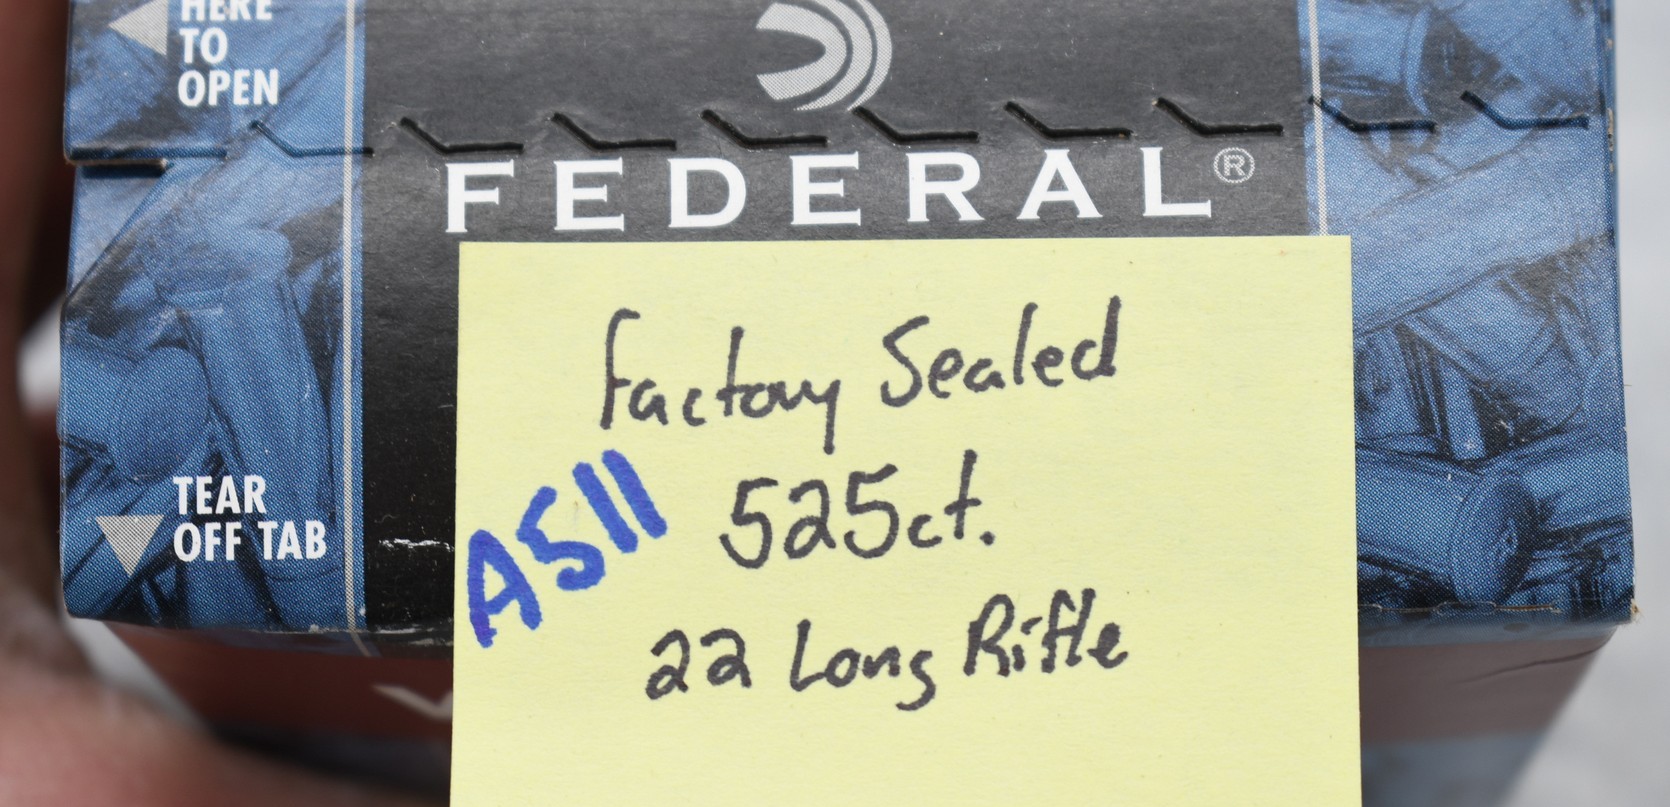 HERE
TO
OPEN
FEDERAL®
Factory Sealed
A511
525ct.
22 Long Rifle
TEAR
OFF TAB